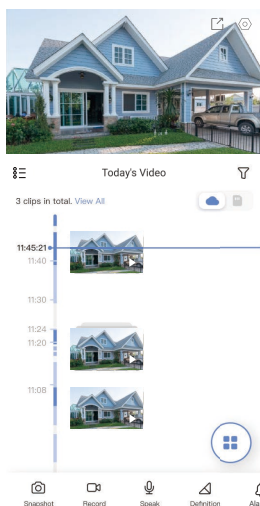 Today's Video
3 clips in total. View All
11:45:21
11:40
11:30
11:24
11:20
11:08
Snapshot Record Speak Definition Ala